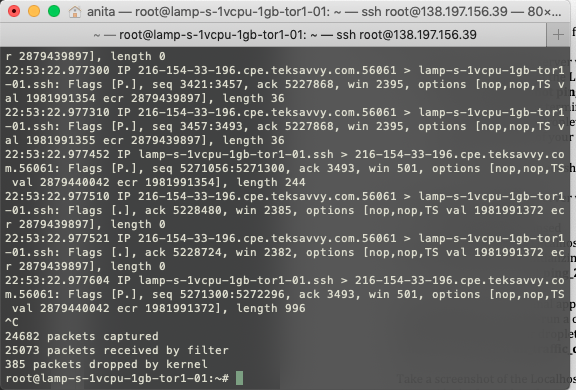 anita — root@lamp-s-1vcpu-1gb-tor1-01: ~ — ssh root@138.197.156.39 — 80×...
~ — root@lamp-s-1vcpu-1gb-tor1-01: ~ — ssh root@138.197.156.39
r 2879439897], length 0
22:53:22.977300 IP 216-154-33-196.cpe.teksavvy.com.56061 > lamp-s-1vcpu-1gb-tor1
-01.ssh: Flags [P.], seq 3421:3457, ack 5227868, win 2395, options [nop,nop,TS v
al 1981991354 ecr 2879439897], length 36
22:53:22.977310 IP 216-154-33-196.cpe.teksavvy.com.56061 > lamp-s-1vcpu-1gb-tor1
-01.ssh: Flags [P.], seq 3457:3493, ack 5227868, win 2395, options [nop,nop,TS v
al 1981991355 ecr 2879439897], length 36
22:53:22.977452 IP lamp-s-1vcpu-1gb-tor1-01.ssh > 216-154-33-196.cpe.teksavvy.co
m.56061: Flags [P.], seq 5271056:5271300, ack 3493, win 501, options [nop,nop,TS
val 2879440042 ecr 1981991354], length 244
22:53:22.977510 IP 216-154-33-196.cpe.teksavvy.com.56061 > lamp-s-1vcpu-1gb-tor1
-01.ssh: Flags [.], ack 5228480, win 2385, options [nop,nop,TS val 1981991372 ec
r 2879439897], length 0
22:53:22.977521 IP 216-154-33-196.cpe.teksavvy.com.56061 > lamp-s-1vcpu-1gb-tor1
-01.ssh: Flags [.], ack 5228724, win 2382, options [nop,nop,TS val 1981991372 ec
r 2879439897], length 0
22:53:22.977604 IP lamp-s-1vcpu-1gb-tor1-01.ssh > 216-154-33-196.cpe.teksavvy.co
m.56061: Flags [P.], seq 5271300:5272296, ack 3493, win 501, options [nop,nop,TS
val 2879440042 ecr 1981991372], length 996
^C
24682 packets captured
25073 packets received by filter
385 packets dropped by kernel
root@lamp-s-1vcpu-1gb-tor1-01:~#
Take a screenshot of the Localhos